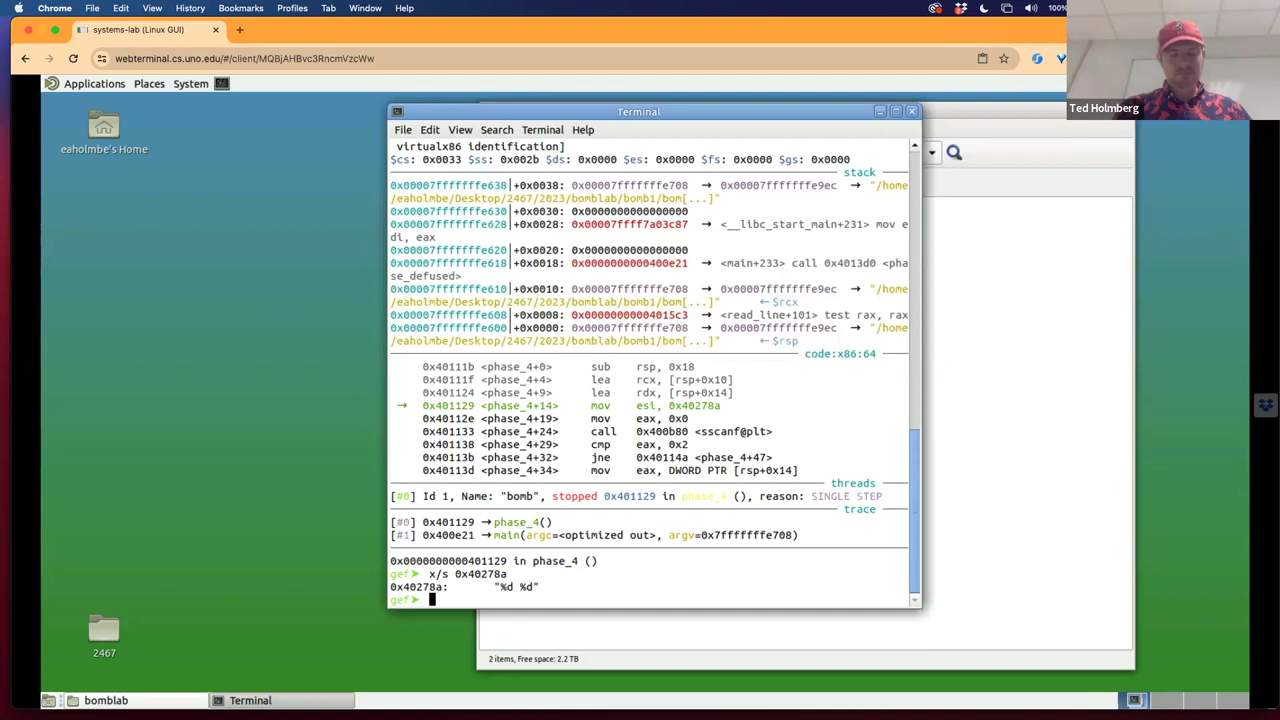 Chrome File Edit View History Bookmarks Profiles Tab Window Help 100%
systems-lab (Linux GUI)
webterminal.cs.uno.edu/#/client/MQBjAHBvc3RncmVzcWw
Ted Holmberg
Applications Places System
eaholmbe's Home
Terminal
File Edit View Search Terminal Help
virtualx86 identification]
$cs: 0x0033 $ss: 0x002b $ds: 0x0000 $es: 0x0000 $fs: 0x0000 $gs: 0x0000
stack
0x00007fffffffe638│+0x0038: 0x00007fffffffe708 → 0x00007fffffffe9ec → "/home
/eaholmbe/Desktop/2467/2023/bomblab/bomb1/bom[...]"
0x00007fffffffe630│+0x0030: 0x0000000000000000
0x00007fffffffe628│+0x0028: 0x00007ffff7a03c87 → <__libc_start_main+231> mov e
di, eax
0x00007fffffffe620│+0x0020: 0x0000000000000000
0x00007fffffffe618│+0x0018: 0x0000000000400e21 → <main+233> call 0x4013d0 <pha
se_defused>
0x00007fffffffe610│+0x0010: 0x00007fffffffe708 → 0x00007fffffffe9ec → "/home
/eaholmbe/Desktop/2467/2023/bomblab/bomb1/bom[...]" ←$rcx
0x00007fffffffe608│+0x0008: 0x00000000004015c3 → <read_line+101> test rax, rax
0x00007fffffffe600│+0x0000: 0x00007fffffffe708 → 0x00007fffffffe9ec → "/home
/eaholmbe/Desktop/2467/2023/bomblab/bomb1/bom[...]" ←$rsp
code:x86:64
0x40111b <phase_4+0> sub rsp, 0x18
0x40111f <phase_4+4> lea rcx, [rsp+0x10]
0x401124 <phase_4+9> lea rdx, [rsp+0x14]
→ 0x401129 <phase_4+14> mov esi, 0x40278a
0x40112e <phase_4+19> mov eax, 0x0
0x401133 <phase_4+24> call 0x400b80 <sscanf@plt>
0x401138 <phase_4+29> cmp eax, 0x2
0x40113b <phase_4+32> jne 0x40114a <phase_4+47>
0x40113d <phase_4+34> mov eax, DWORD PTR [rsp+0x14]
threads
[#0] Id 1, Name: "bomb", stopped 0x401129 in phase_4 (), reason: SINGLE STEP
trace
[#0] 0x401129 → phase_4()
[#1] 0x400e21 → main(argc=<optimized out>, argv=0x7fffffffe708)
0x0000000000401129 in phase_4 ()
gef➤ x/s 0x40278a
0x40278a: "%d %d"
gef➤
2467
2 items, Free space: 2.2 TB
bomblab Terminal